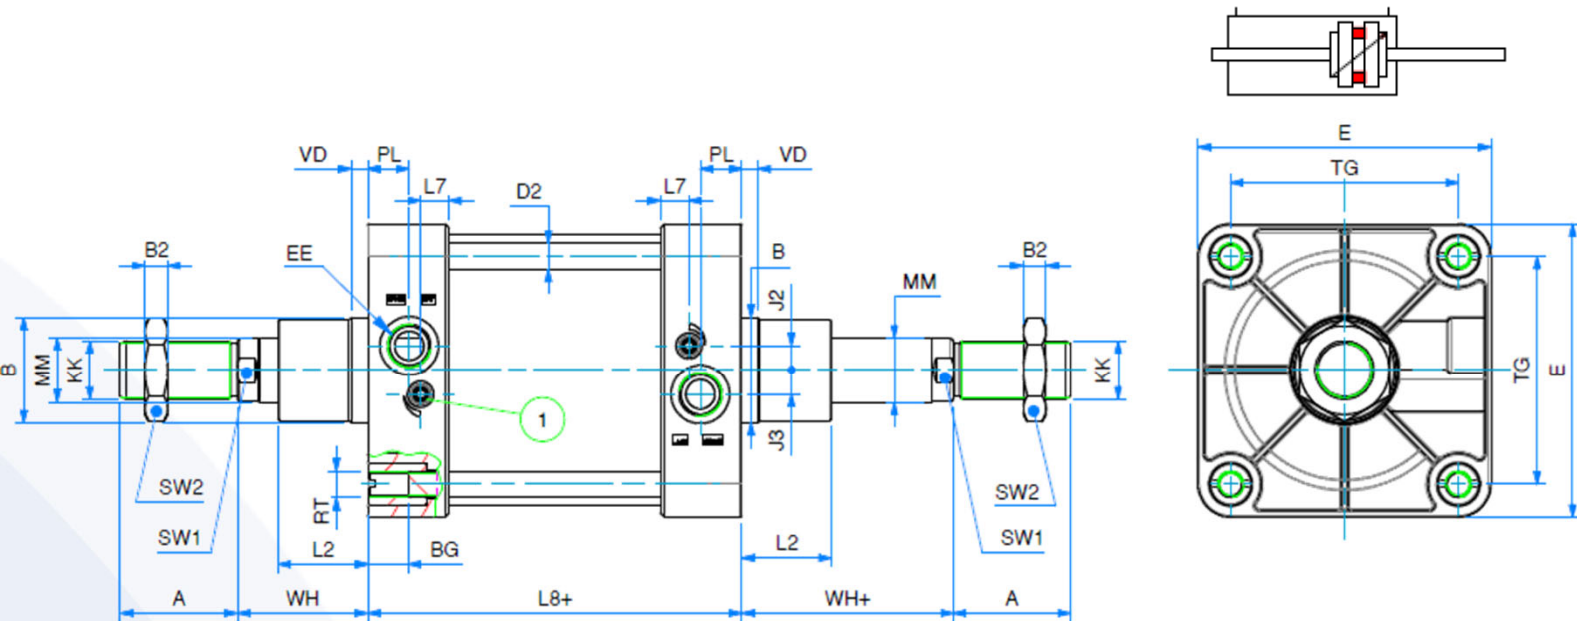 E
TG
VD PL PL VD
L7 D2 L7
B2 EE B J2 MM B2
B MM KK KK TG E
1
J3
SW2 SW2
RT
SW1 L2 BG L2 SW1
A WH L8+ WH+ A